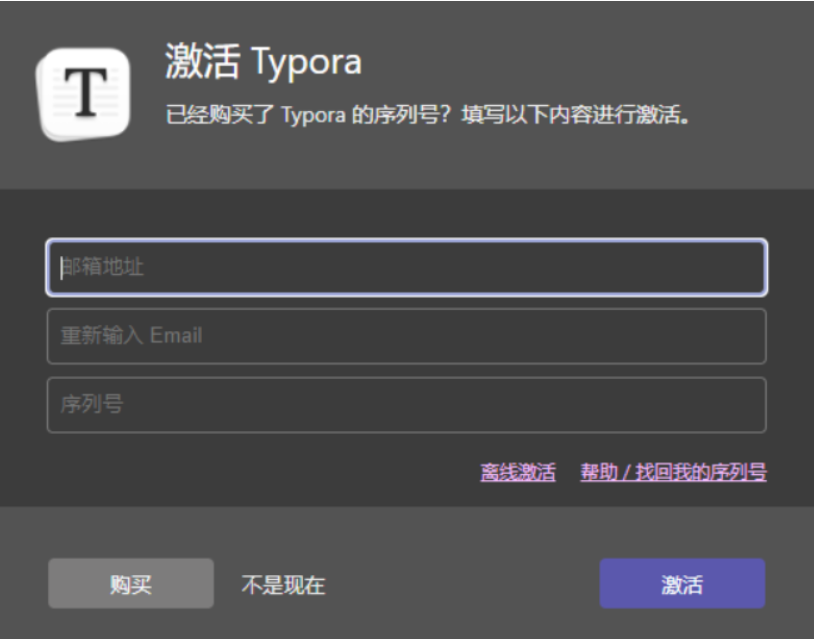 T
激活 Typora
已经购买了 Typora 的序列号？填写以下内容进行激活。
邮箱地址
重新输入 Email
序列号
离线激活 帮助 / 找回我的序列号
购买 不是现在 激活